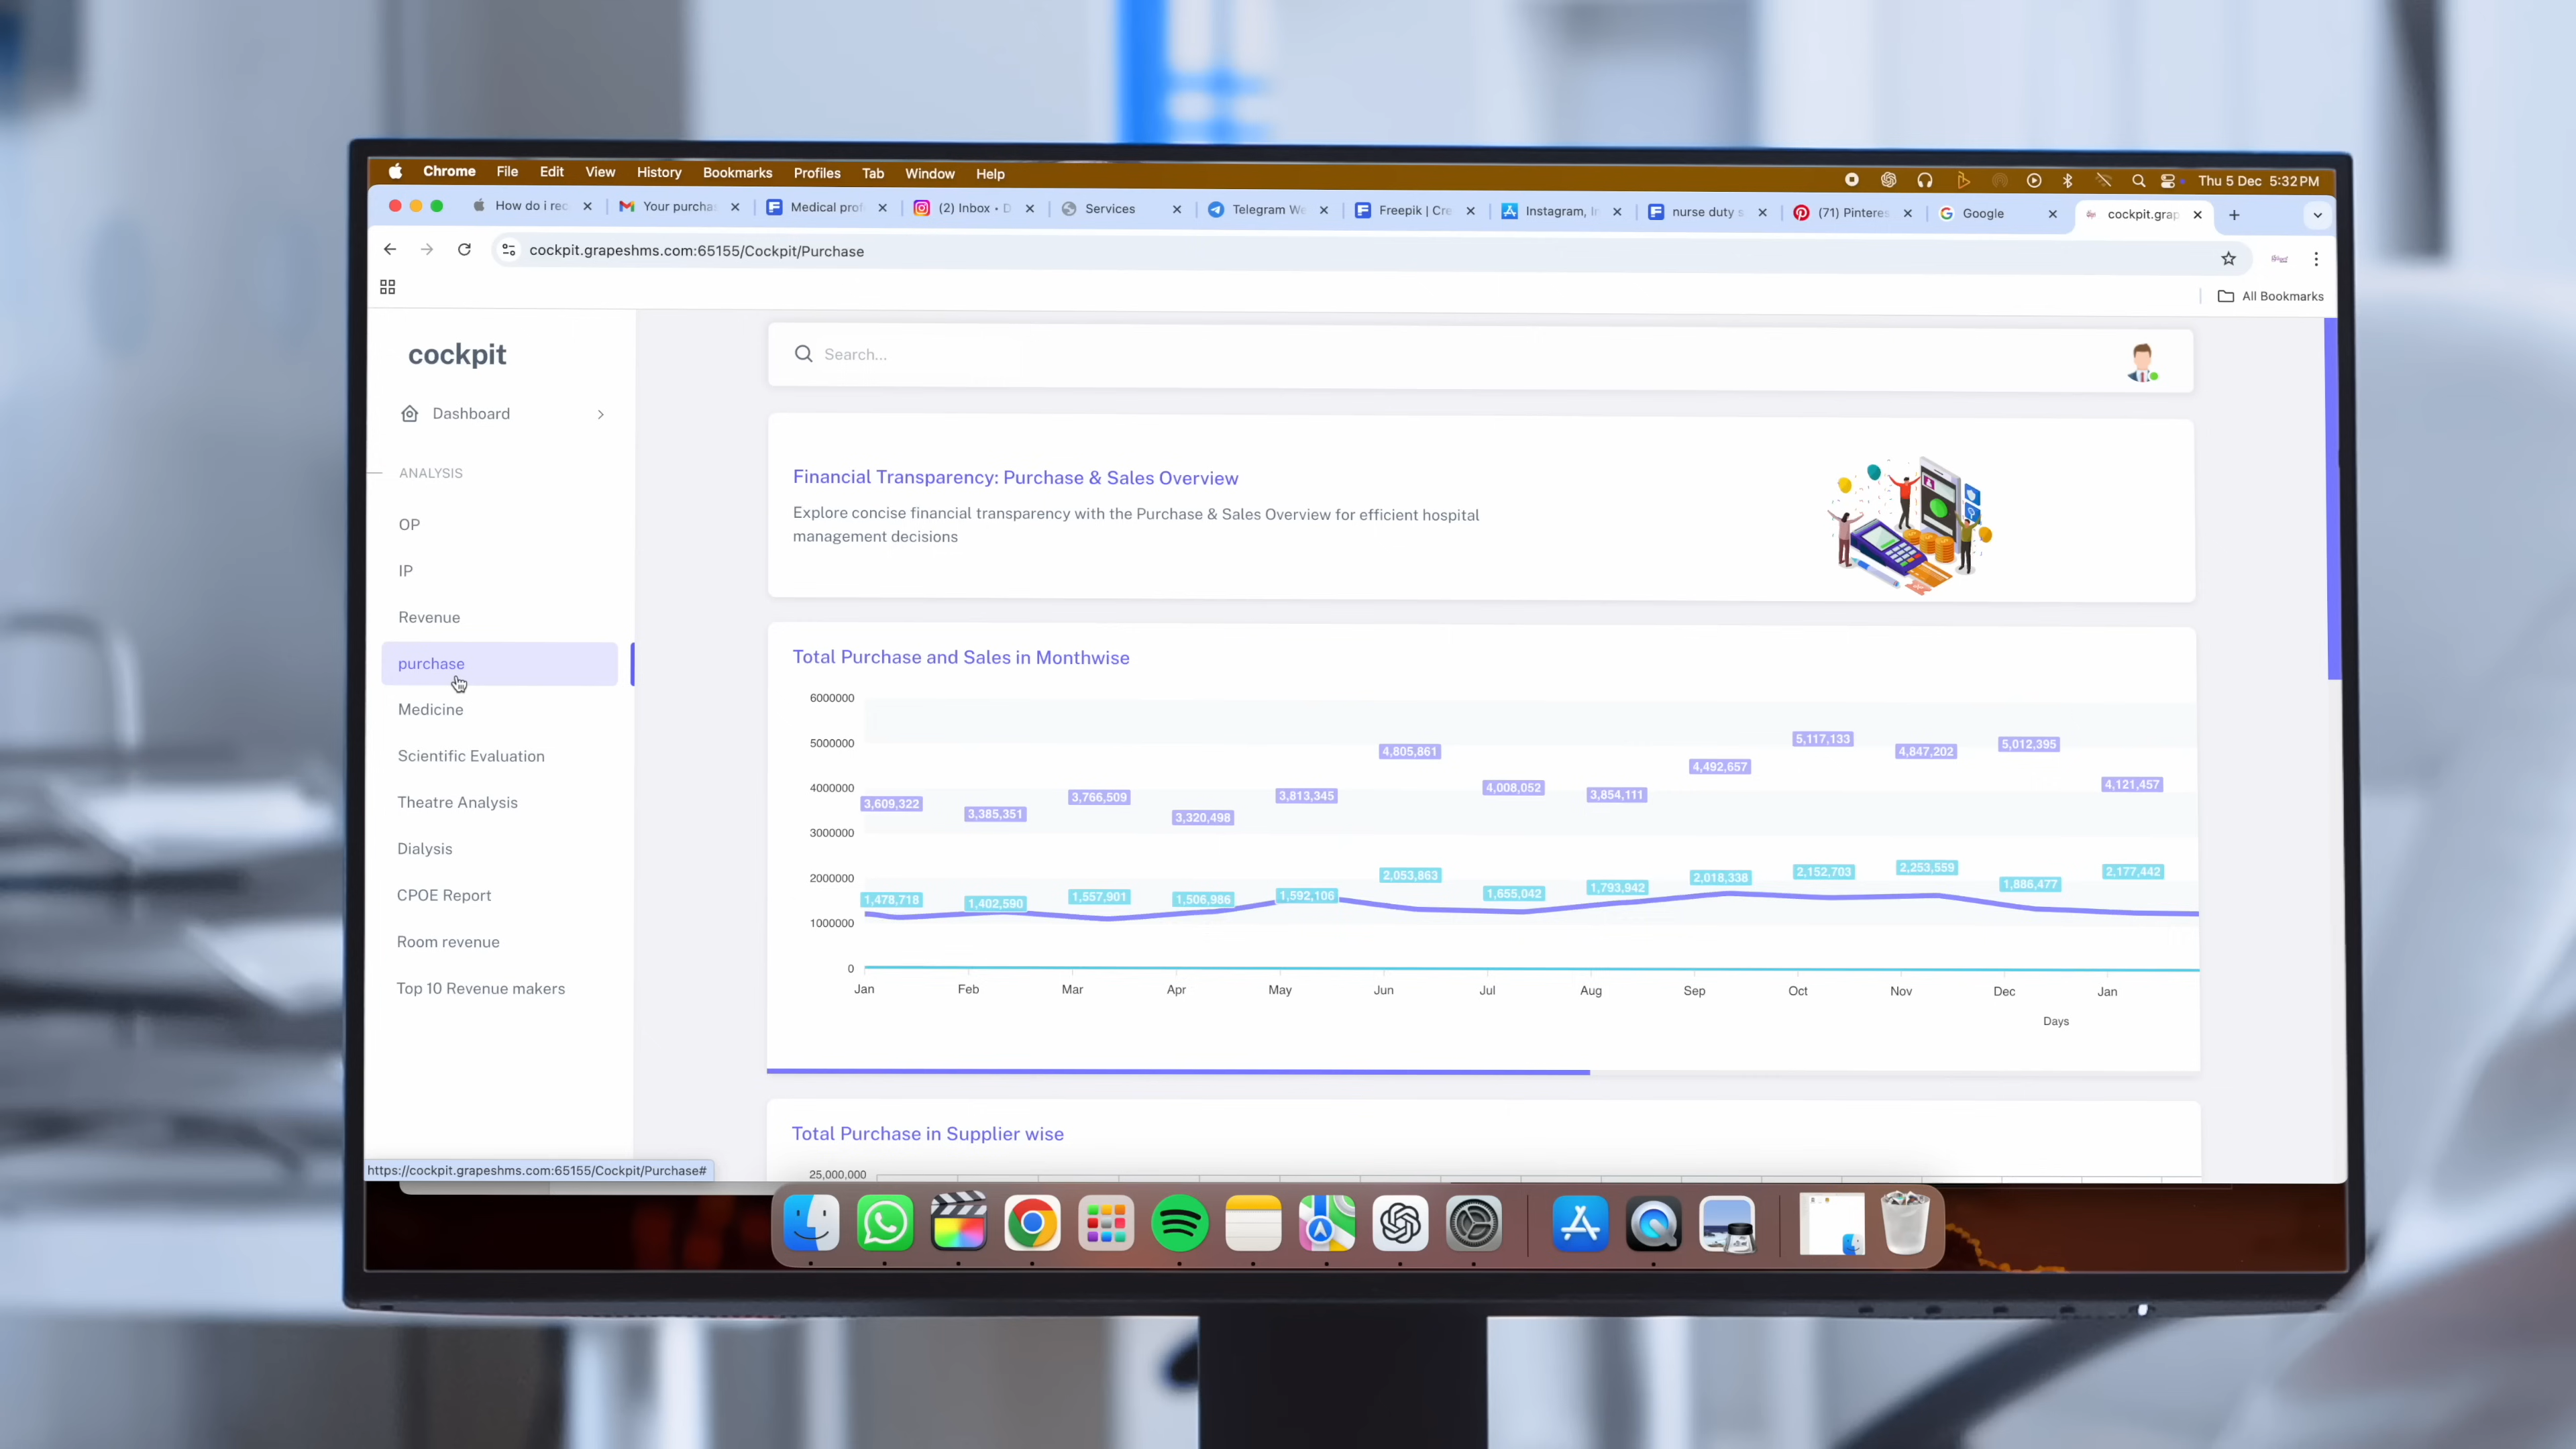 Chrome File Edit View History Bookmarks Profiles Tab Window Help
Thu 5 Dec 5:32 PM
How do i rec
Your purcha
Medical prof
(2) Inbox • D
Services
Telegram We
Freepik | Cre
Instagram, In
nurse duty s
(71) Pinteres
Google
cockpit.grap
cockpit.grapeshms.com:65155/Cockpit/Purchase
All Bookmarks
cockpit
Dashboard
ANALYSIS
OP
IP
Revenue
purchase
Medicine
Scientific Evaluation
Theatre Analysis
Dialysis
CPOE Report
Room revenue
Top 10 Revenue makers
https://cockpit.grapeshms.com:65155/Cockpit/Purchase#
Search...
Financial Transparency: Purchase & Sales Overview
Explore concise financial transparency with the Purchase & Sales Overview for efficient hospital
management decisions
Total Purchase and Sales in Monthwise
6000000
5000000
4000000
3000000
2000000
1000000
0
3,609,322 3,385,351 3,766,509 3,320,498 3,813,345 4,805,861 4,008,052 3,854,111 4,492,657 5,117,133 4,847,202 5,012,395 4,121,457
1,478,718 1,402,590 1,557,901 1,506,986 1,592,106 2,053,863 1,655,042 1,793,942 2,018,338 2,152,703 2,253,559 1,886,477 2,177,442
Jan Feb Mar Apr May Jun Jul Aug Sep Oct Nov Dec Jan
Days
Total Purchase in Supplier wise
25,000,000